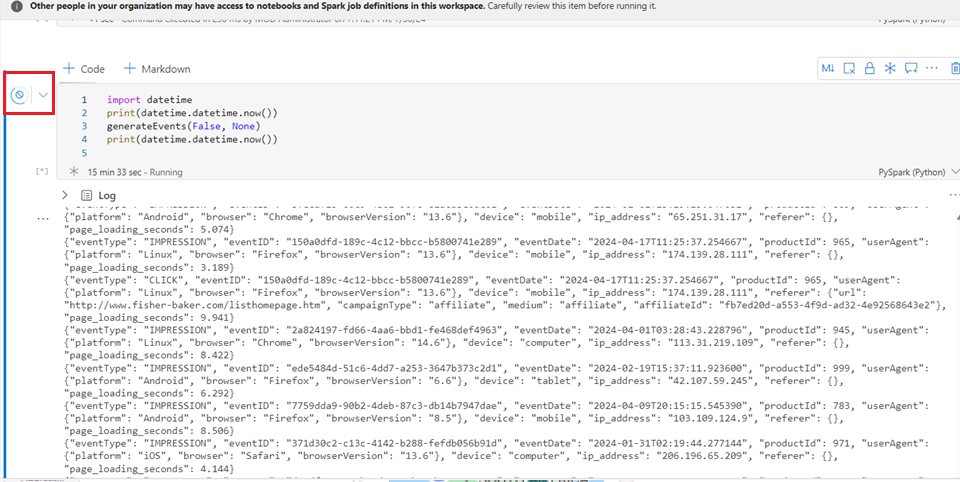 Other people in your organization may have access to notebooks and Spark job definitions in this workspace. Carefully review this item before running it.
PySpark (Python)
+ Code + Markdown
M↓
1 import datetime
2 print(datetime.datetime.now())
3 generateEvents(False, None)
4 print(datetime.datetime.now())
5
[*] 15 min 33 sec - Running PySpark (Python)
Log
{"platform": "Android", "browser": "Chrome", "browserVersion": "13.6"}, "device": "mobile", "ip_address": "65.251.31.17", "referer": {},
"page_loading_seconds": 5.074}
{"eventType": "IMPRESSION", "eventID": "150a0dfd-189c-4c12-bbcc-b5800741e289", "eventDate": "2024-04-17T11:25:37.254667", "productId": 965, "userAgent":
{"platform": "Linux", "browser": "Firefox", "browserVersion": "13.6"}, "device": "mobile", "ip_address": "174.139.28.111", "referer": {},
"page_loading_seconds": 3.189}
{"eventType": "CLICK", "eventID": "150a0dfd-189c-4c12-bbcc-b5800741e289", "eventDate": "2024-04-17T11:25:37.254667", "productId": 965, "userAgent":
{"platform": "Linux", "browser": "Firefox", "browserVersion": "13.6"}, "device": "mobile", "ip_address": "174.139.28.111", "referer": {"url":
"http://www.fisher-baker.com/listhomepage.htm", "campaignType": "affiliate", "medium": "affiliate", "affiliateId": "fb7ed20d-a553-4f9d-ad32-4e92568643e2"},
"page_loading_seconds": 9.941}
{"eventType": "IMPRESSION", "eventID": "2a824197-fd66-4aa6-bbd1-fe468def4963", "eventDate": "2024-04-01T03:28:43.228796", "productId": 945, "userAgent":
{"platform": "Linux", "browser": "Chrome", "browserVersion": "14.6"}, "device": "computer", "ip_address": "113.31.219.109", "referer": {},
"page_loading_seconds": 8.422}
{"eventType": "IMPRESSION", "eventID": "ede5484d-51c6-4dd7-a253-3647b373c2d1", "eventDate": "2024-02-19T15:37:11.923600", "productId": 999, "userAgent":
{"platform": "Android", "browser": "Firefox", "browserVersion": "6.6"}, "device": "tablet", "ip_address": "42.107.59.245", "referer": {},
"page_loading_seconds": 6.292}
{"eventType": "IMPRESSION", "eventID": "7759dda9-90b2-4deb-87c3-db14b7947dae", "eventDate": "2024-04-09T20:15:15.545390", "productId": 783, "userAgent":
{"platform": "Android", "browser": "Firefox", "browserVersion": "8.5"}, "device": "mobile", "ip_address": "103.109.124.9", "referer": {},
"page_loading_seconds": 8.506}
{"eventType": "IMPRESSION", "eventID": "371d30c2-c13c-4142-b288-fefdb056b91d", "eventDate": "2024-01-31T02:19:44.277144", "productId": 971, "userAgent":
{"platform": "iOS", "browser": "Safari", "browserVersion": "13.6"}, "device": "computer", "ip_address": "206.196.65.209", "referer": {},
"page_loading_seconds": 4.144}